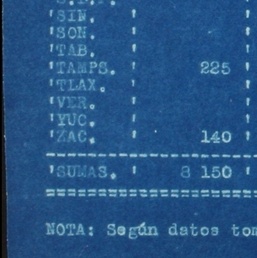 S.L.P.
SIN.
SON.
TAB.
TAMPS. 225
TLAX.
VER.
YUC.
ZAC. 140
SUMAS. 8 150
NOTA: Según datos tom